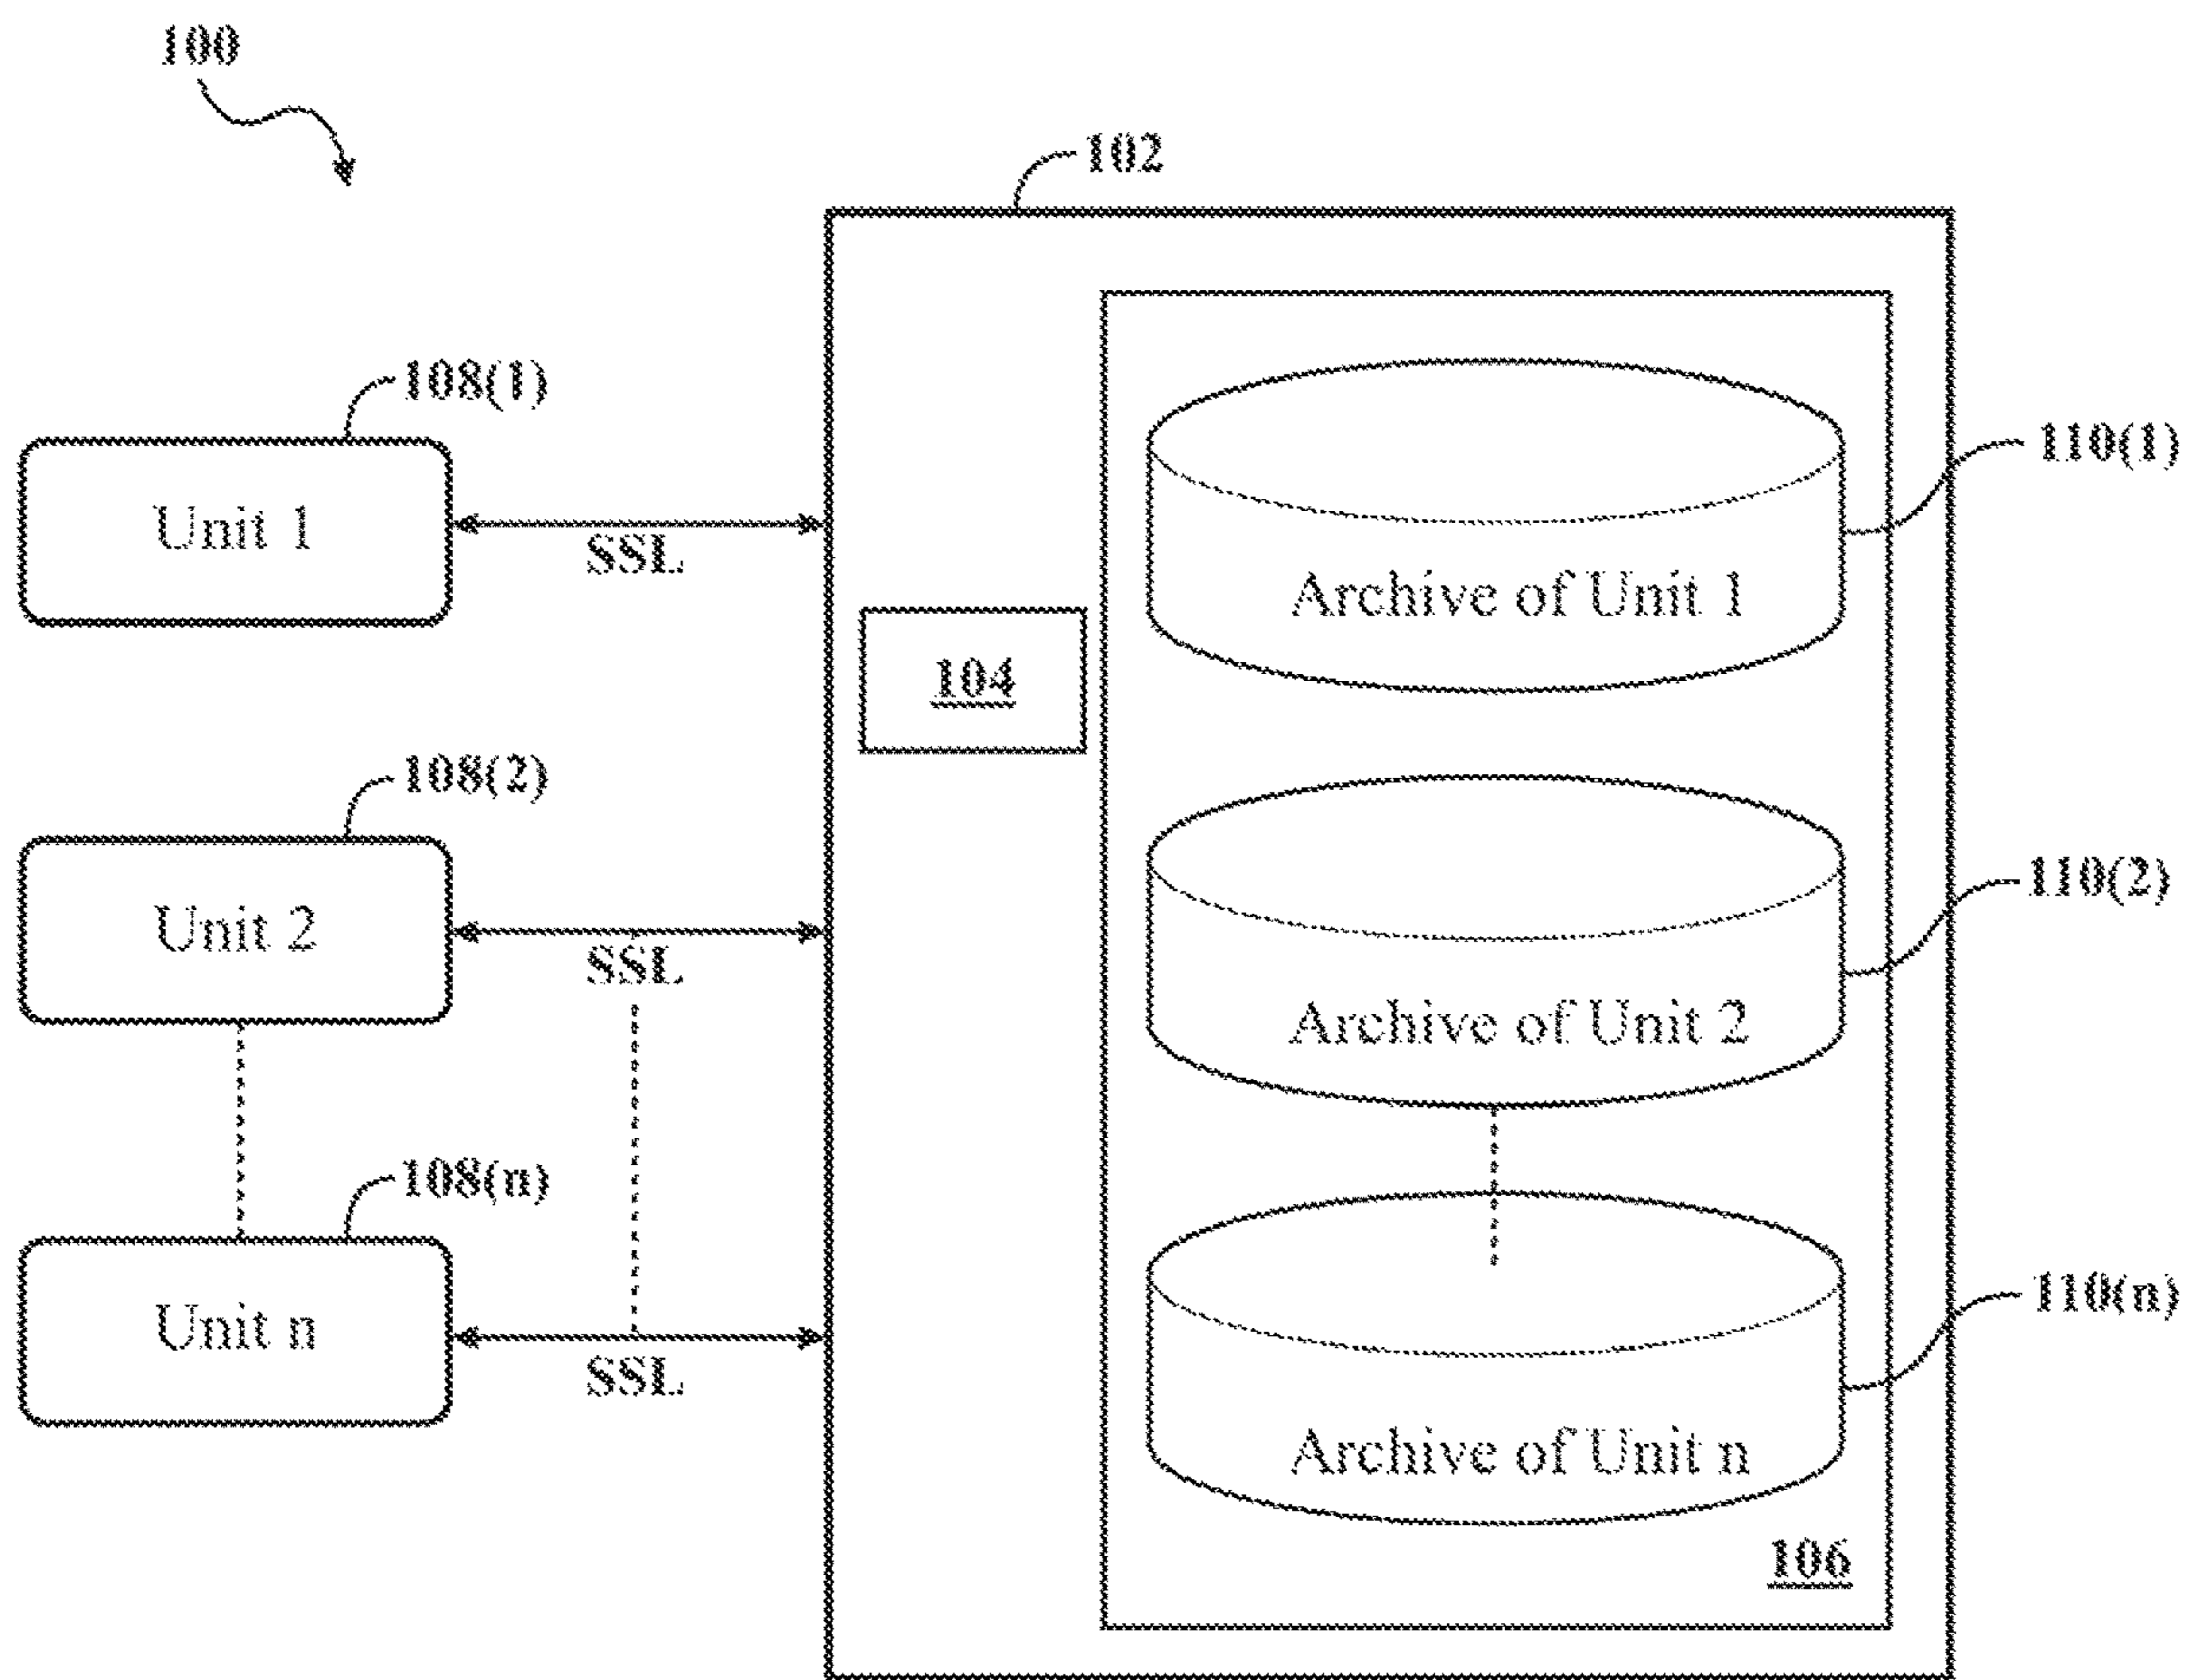 100
102
108(1)
110(1)
Unit 1
SSL
Archive of Unit 1
104
108(2)
110(2)
Unit 2
SSL
Archive of Unit 2
108(n)
110(n)
Unit n
SSL
Archive of Unit n
106